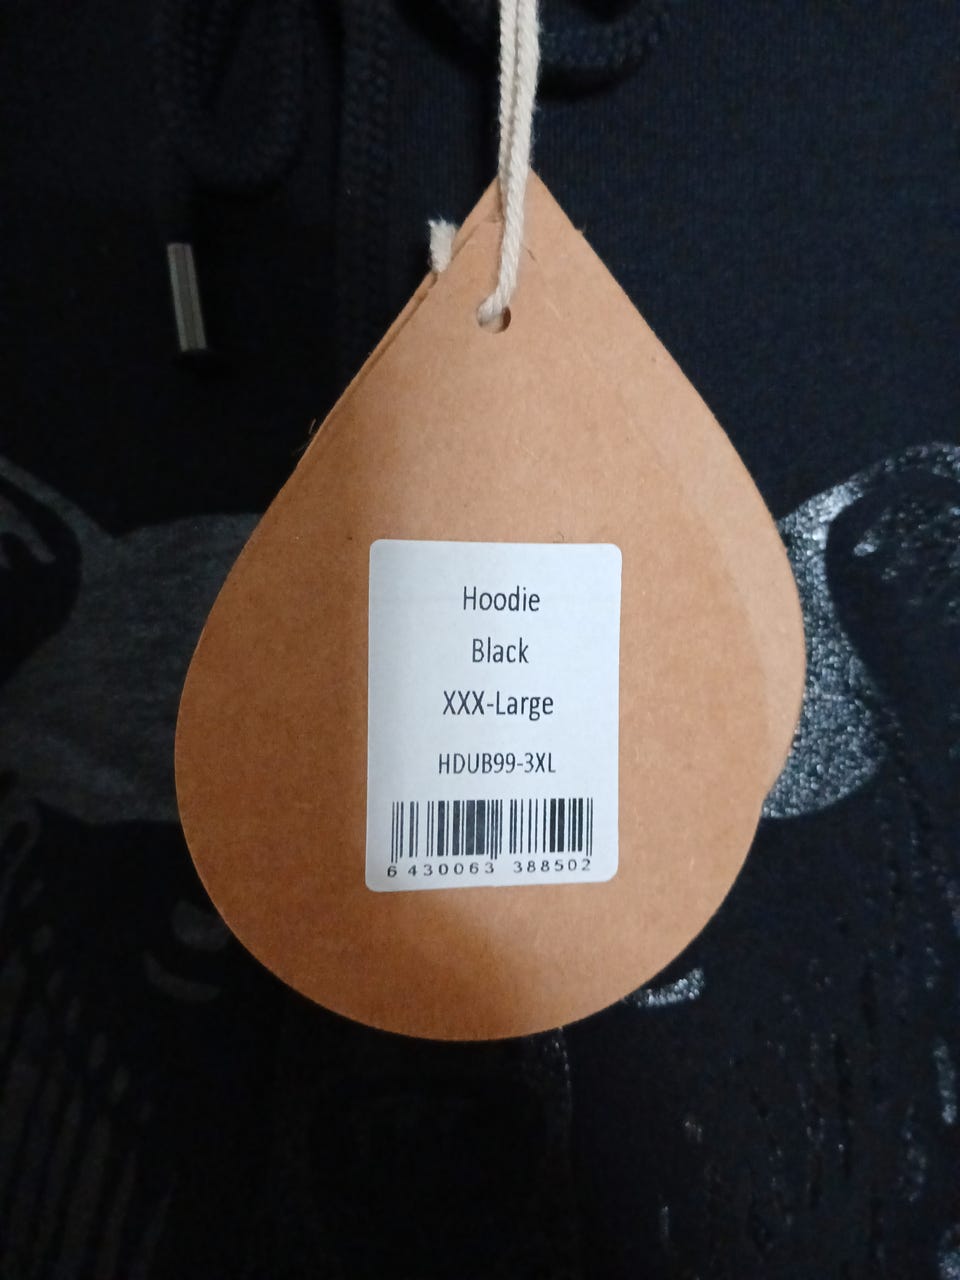 Hoodie
Black
XXX-Large
HDUB99-3XL
6 430063 388502